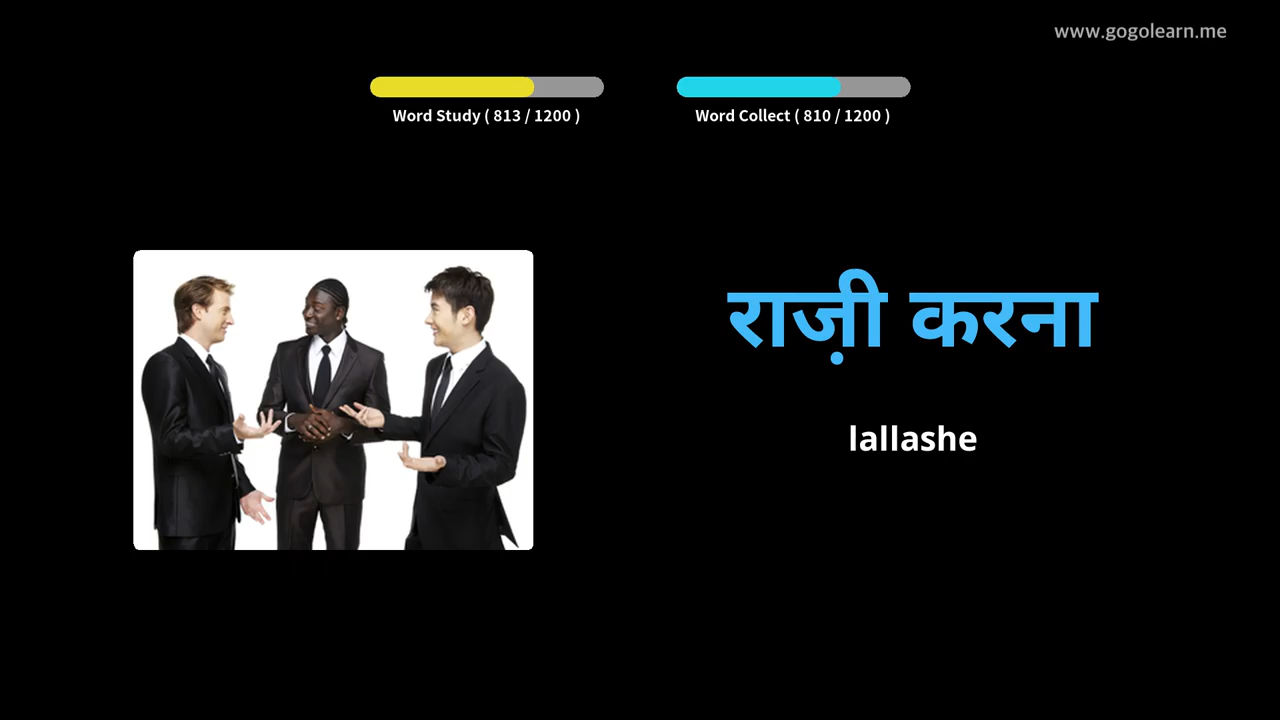 www.gogolearn.me
Word Study ( 813 / 1200 )
Word Collect ( 810 / 1200 )
राज़ी करना
lallashe